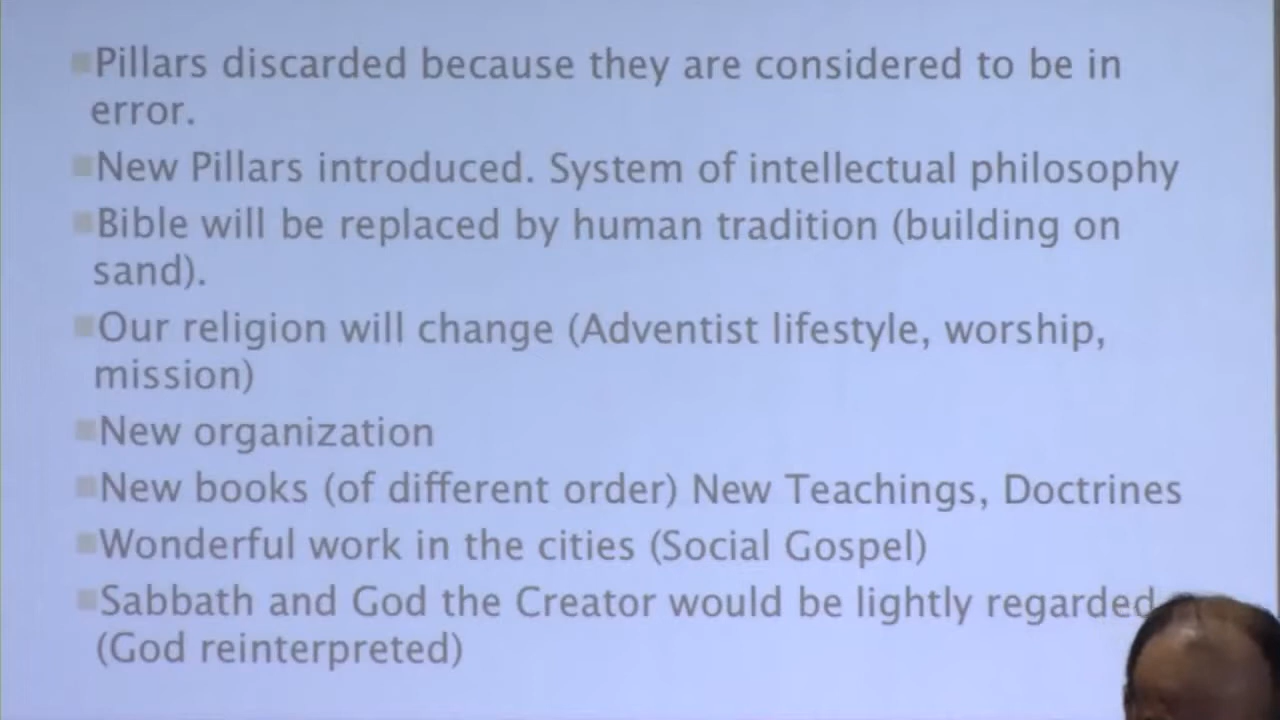 Pillars discarded because they are considered to be in
error.
New Pillars introduced. System of intellectual philosophy
Bible will be replaced by human tradition (building on
sand).
Our religion will change (Adventist lifestyle, worship,
mission)
New organization
New books (of different order) New Teachings, Doctrines
Wonderful work in the cities (Social Gospel)
Sabbath and God the Creator would be lightly regarded
(God reinterpreted)